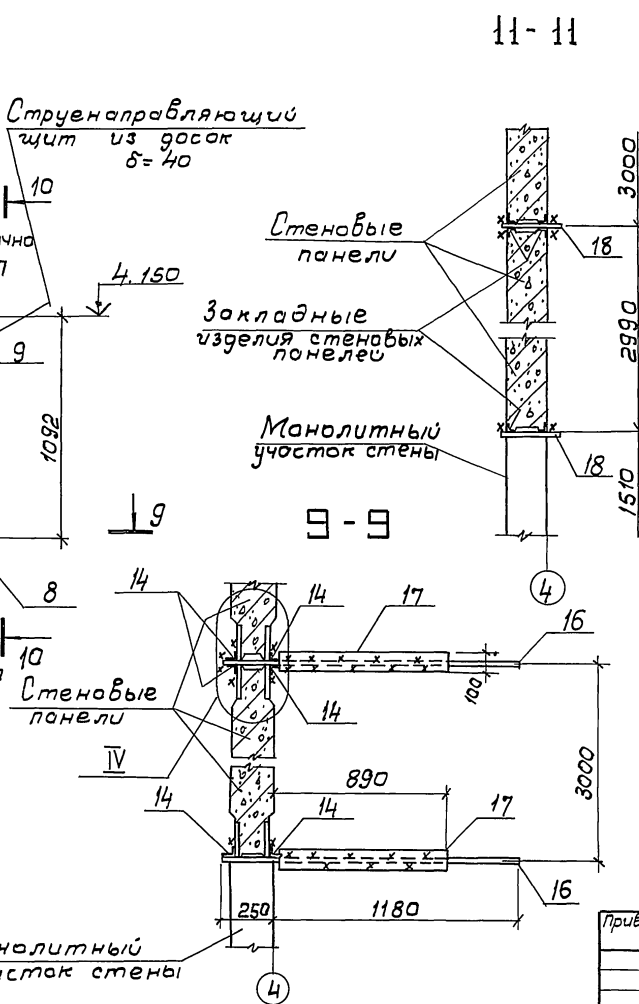 11-11
Струенаправляющий
щит из досок
δ=40
10
4.150
9
1092
9
8
10
Стеновые
панели
Закладные
изделия стеновых
панелей
Монолитный
участок стены
3000
18
2990
18
1510
4
9-9
14
14
17
16
100
Стеновые
панели
14
IV
3000
890
14
14
17
16
250
1180
стены
4